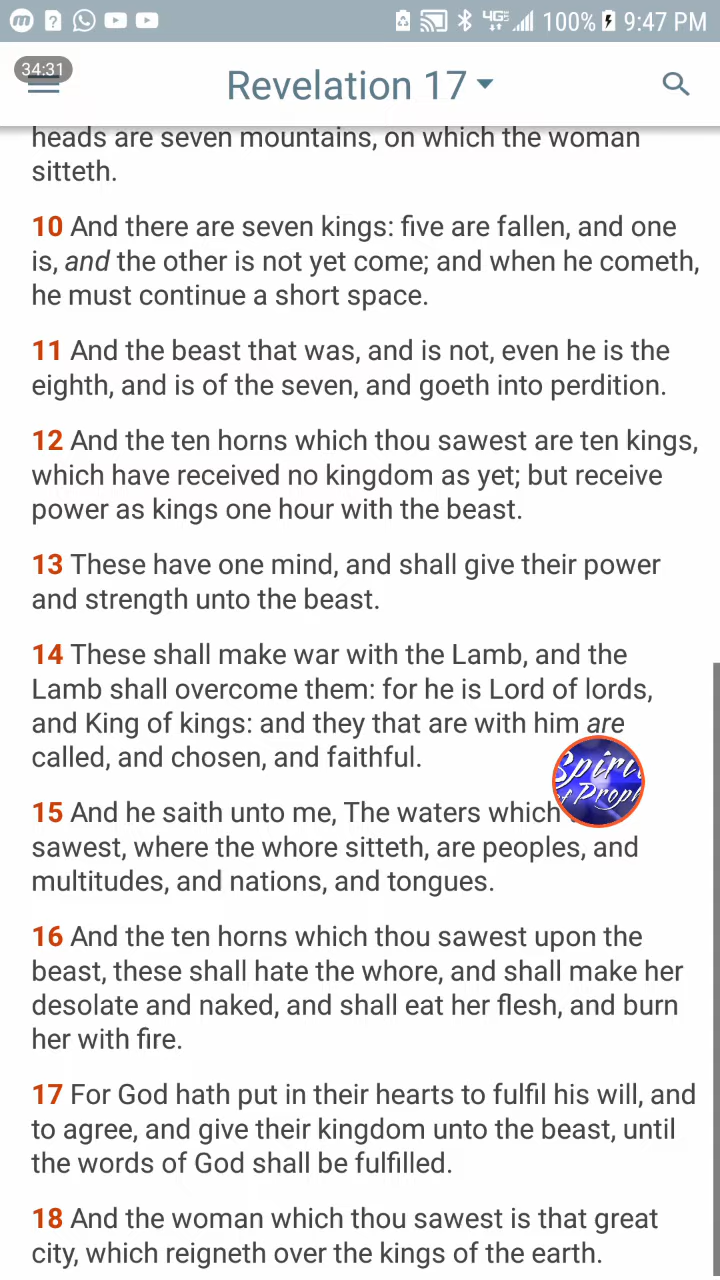 100% 9:47 PM
34:31
Revelation 17
heads are seven mountains, on which the woman
sitteth.
10 And there are seven kings: five are fallen, and one
is, and the other is not yet come; and when he cometh,
he must continue a short space.
11 And the beast that was, and is not, even he is the
eighth, and is of the seven, and goeth into perdition.
12 And the ten horns which thou sawest are ten kings,
which have received no kingdom as yet; but receive
power as kings one hour with the beast.
13 These have one mind, and shall give their power
and strength unto the beast.
14 These shall make war with the Lamb, and the
Lamb shall overcome them: for he is Lord of lords,
and King of kings: and they that are with him are
called, and chosen, and faithful.
15 And he saith unto me, The waters which
sawest, where the whore sitteth, are peoples, and
multitudes, and nations, and tongues.
16 And the ten horns which thou sawest upon the
beast, these shall hate the whore, and shall make her
desolate and naked, and shall eat her flesh, and burn
her with fire.
17 For God hath put in their hearts to fulfil his will, and
to agree, and give their kingdom unto the beast, until
the words of God shall be fulfilled.
18 And the woman which thou sawest is that great
city, which reigneth over the kings of the earth.